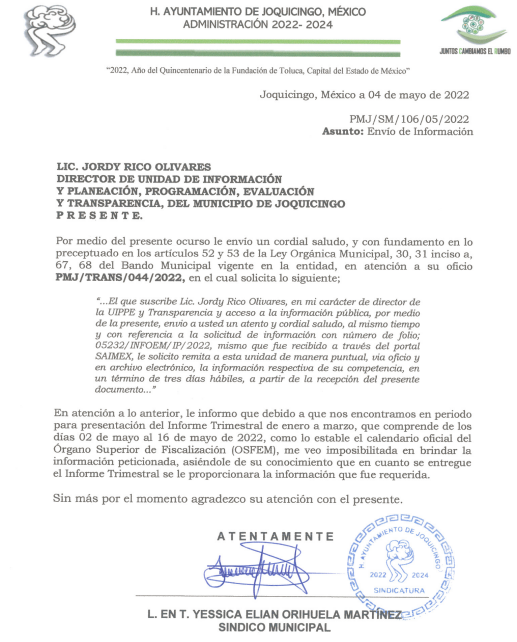 H. AYUNTAMIENTO DE JOQUICINGO, MÉXICO
ADMINISTRACIÓN 2022- 2024
JUNTOS CAMBIAMOS EL RUMBO
"2022, Año del Quincentenario de la Fundación de Toluca, Capital del Estado de México"
Joquicingo, México a 04 de mayo de 2022
PMJ/SM/106/05/2022
Asunto: Envío de Información
LIC. JORDY RICO OLIVARES
DIRECTOR DE UNIDAD DE INFORMACIÓN
Y PLANEACIÓN, PROGRAMACIÓN, EVALUACIÓN
Y TRANSPARENCIA, DEL MUNICIPIO DE JOQUICINGO
P R E S E N T E.
Por medio del presente ocurso le envío un cordial saludo, y con fundamento en lo
preceptuado en los artículos 52 y 53 de la Ley Orgánica Municipal, 30, 31 inciso a,
67, 68 del Bando Municipal vigente en la entidad, en atención a su oficio
PMJ/TRANS/044/2022, en el cual solicita lo siguiente;
"...El que suscribe Lic. Jordy Rico Olivares, en mi carácter de director de
la UIPPE y Transparencia y acceso a la información pública, por medio
de la presente, envío a usted un atento y cordial saludo, al mismo tiempo
y con referencia a la solicitud de información con número de folio;
05232/INFOEM/IP/2022, mismo que fue recibido a través del portal
SAIMEX, le solicito remita a esta unidad de manera puntual, vía oficio y
en archivo electrónico, la información respectiva de su competencia, en
un término de tres días hábiles, a partir de la recepción del presente
documento..."
En atención a lo anterior, le informo que debido a que nos encontramos en periodo
para presentación del Informe Trimestral de enero a marzo, que comprende de los
días 02 de mayo al 16 de mayo de 2022, como lo estable el calendario oficial del
Órgano Superior de Fiscalización (OSFEM), me veo imposibilitada en brindar la
información peticionada, asiéndole de su conocimiento que en cuanto se entregue
el Informe Trimestral se le proporcionara la información que fue requerida.
Sin más por el momento agradezco su atención con el presente.
A T E N T A M E N T E
H. AYUNTAMIENTO DE JOQUICINGO
2022 2024
SINDICATURA
L. EN T. YESSICA ELIAN ORIHUELA MARTÍNEZ
SINDICO MUNICIPAL